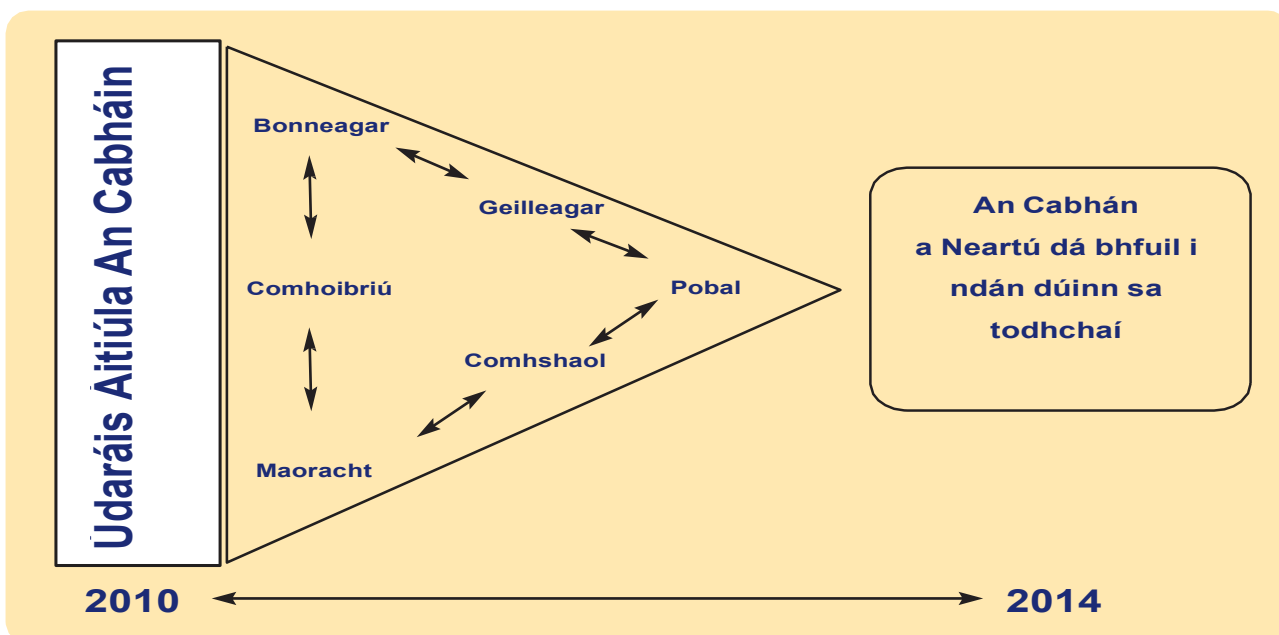 Údaráis Áitiúla An Cabháin
Bonneagar
Geilleagar
Comhoibriú
Pobal
Comhshaol
Maoracht
An Cabhán
a Neartú dá bhfuil i
ndán dúinn sa
todhchaí
2010
2014